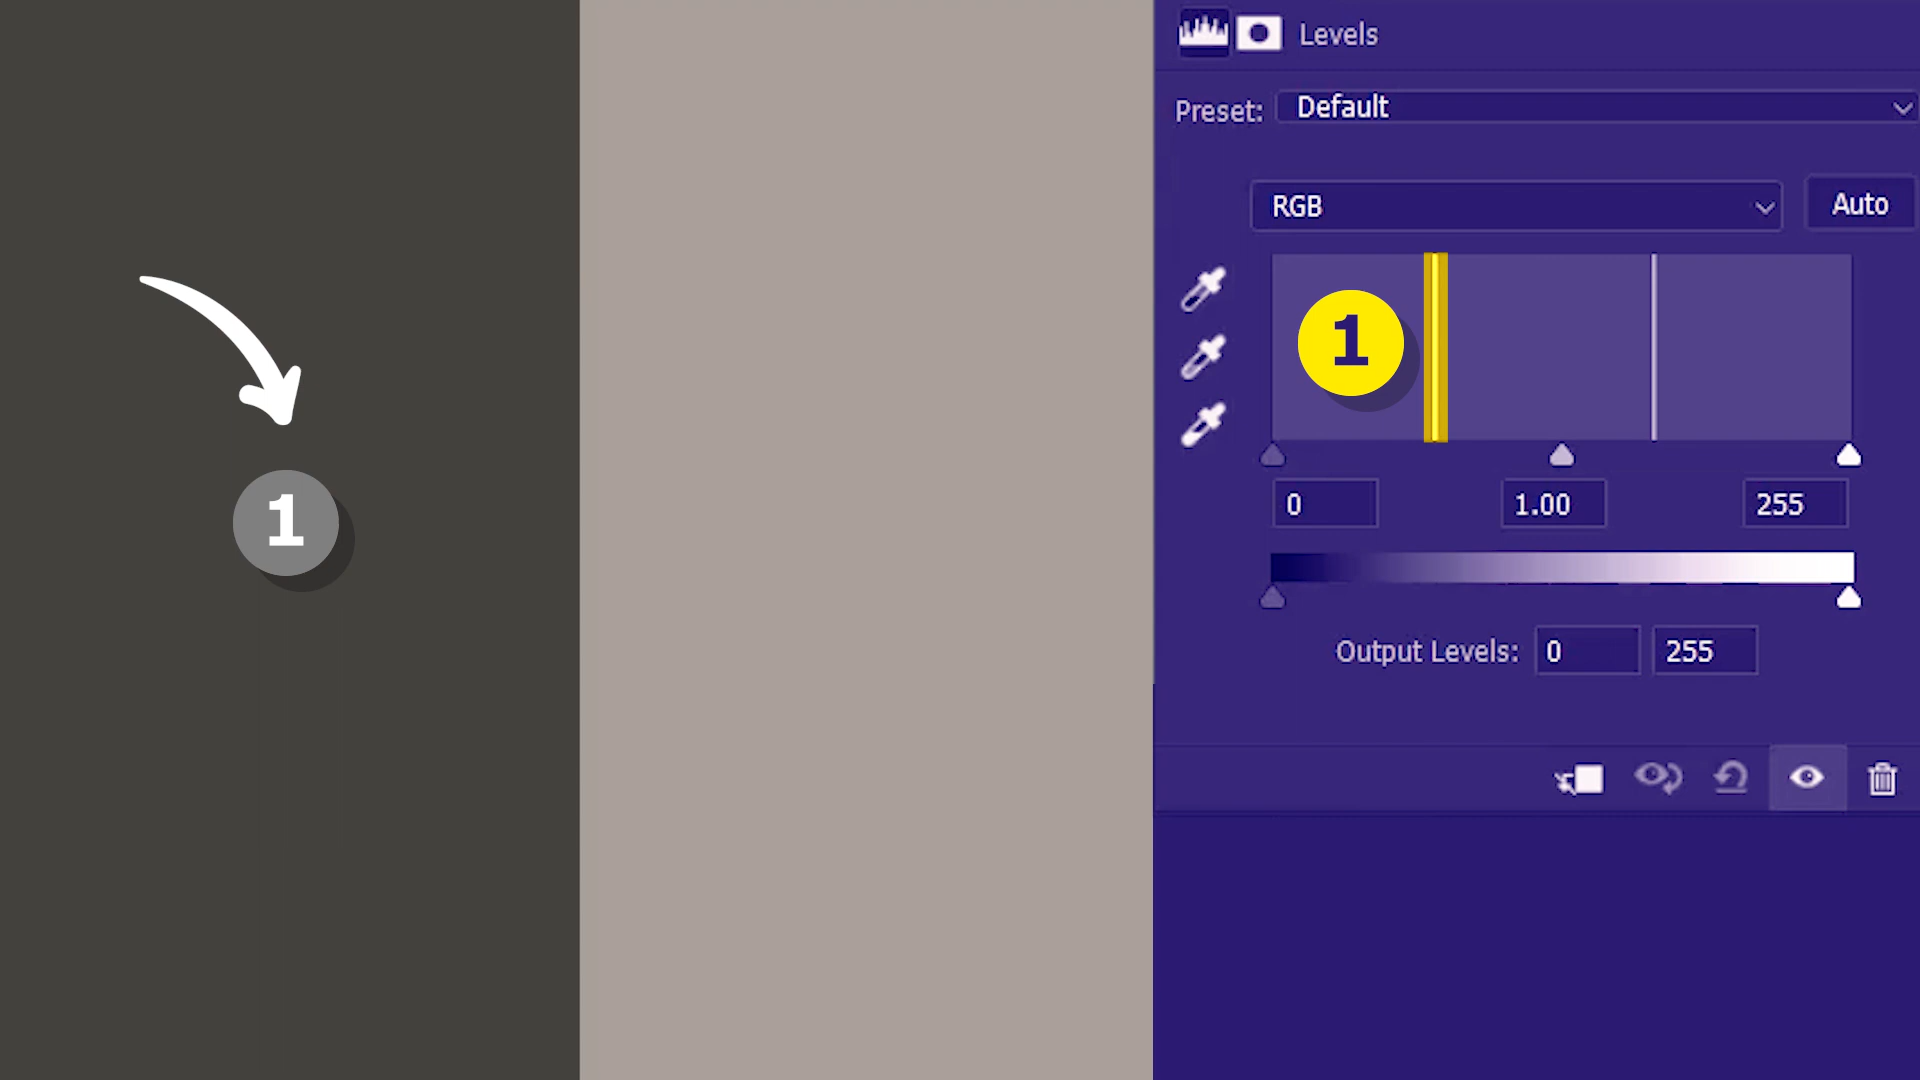 Levels
Preset: Default
RGB
Auto
1
1
0 1.00 255
Output Levels: 0 255